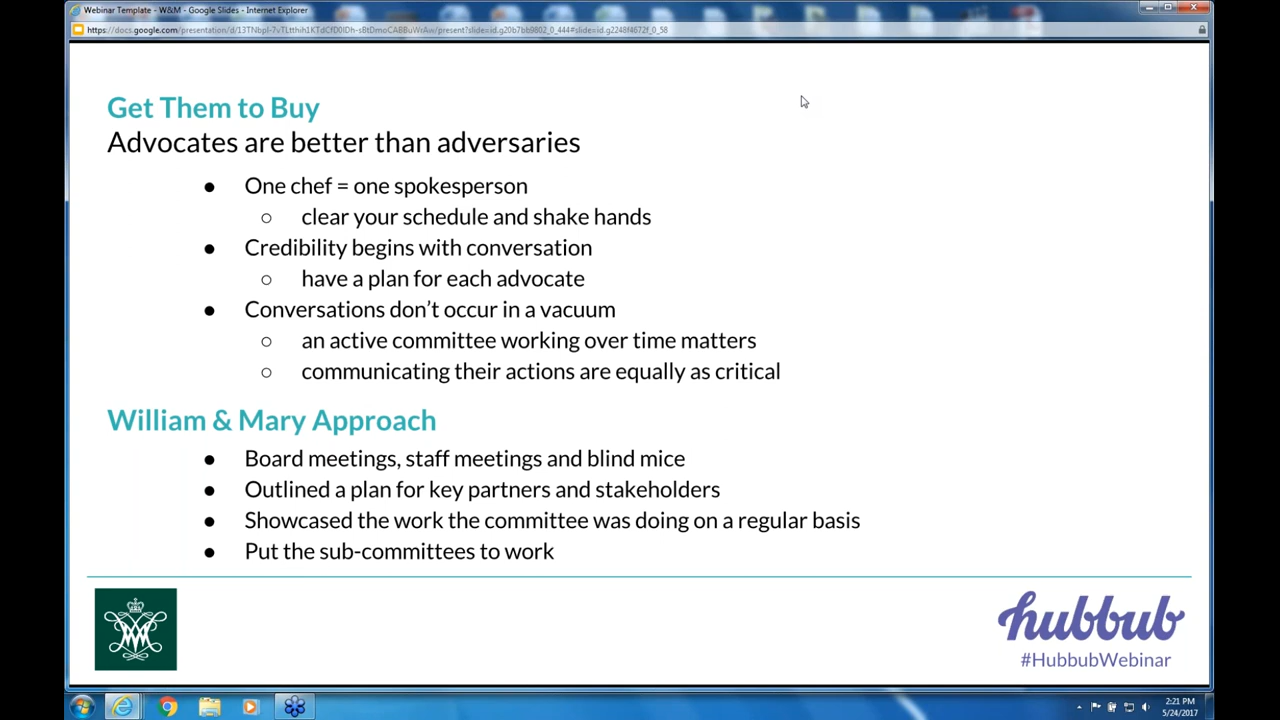 Webinar Template - W&M - Google Slides - Internet Explorer
Get Them to Buy
Advocates are better than adversaries
● One chef = one spokesperson
○ clear your schedule and shake hands
● Credibility begins with conversation
○ have a plan for each advocate
● Conversations don’t occur in a vacuum
○ an active committee working over time matters
○ communicating their actions are equally as critical
William & Mary Approach
● Board meetings, staff meetings and blind mice
● Outlined a plan for key partners and stakeholders
● Showcased the work the committee was doing on a regular basis
● Put the sub-committees to work
hubbub
#HubbubWebinar
2:21 PM
5/24/2017